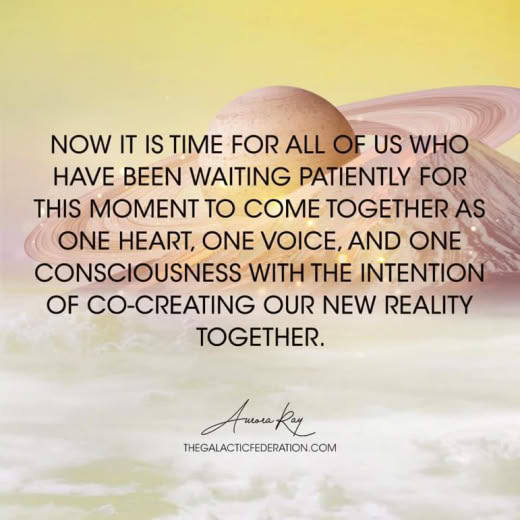 NOW IT IS TIME FOR ALL OF US WHO
HAVE BEEN WAITING PATIENTLY FOR
THIS MOMENT TO COME TOGETHER AS
ONE HEART, ONE VOICE, AND ONE
CONSCIOUSNESS WITH THE INTENTION
OF CO-CREATING OUR NEW REALITY
TOGETHER.
Aurora Ray
THEGALACTICFEDERATION.COM